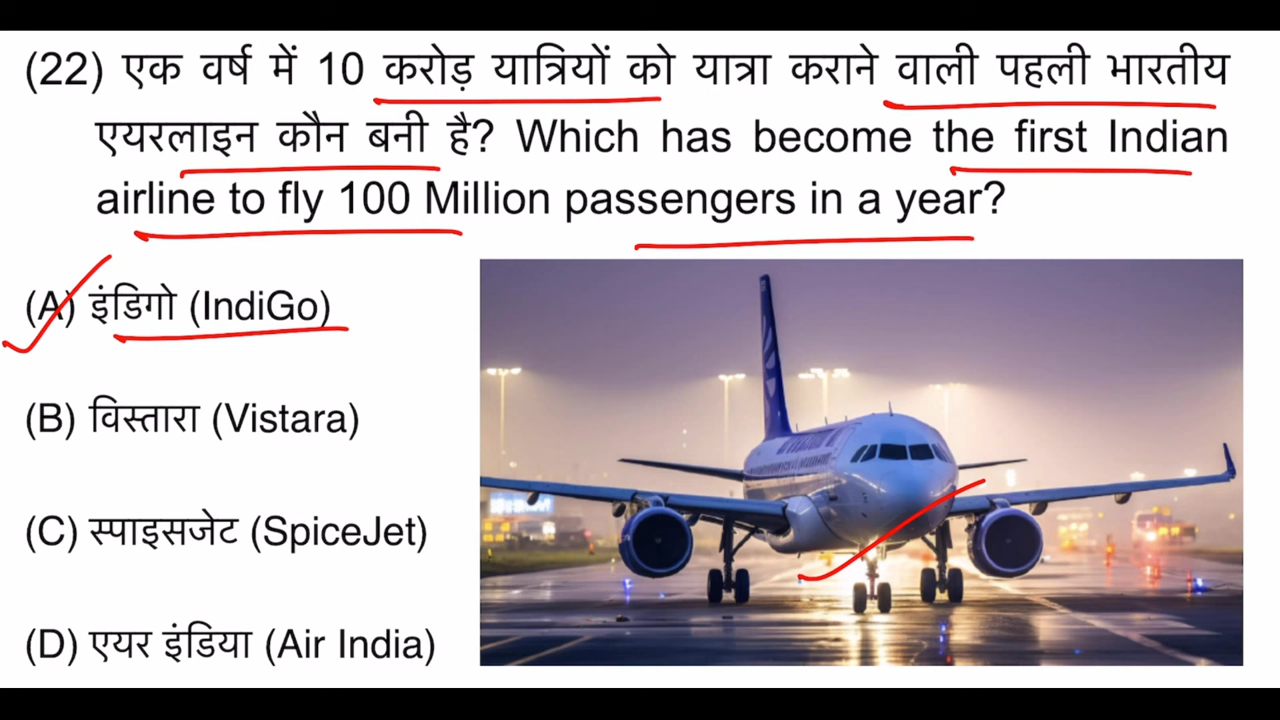 (22) एक वर्ष में 10 करोड़ यात्रियों को यात्रा कराने वाली पहली भारतीय
एयरलाइन कौन बनी है? Which has become the first Indian
airline to fly 100 Million passengers in a year?
(A) इंडिगो (IndiGo)
(B) विस्तारा (Vistara)
(C) स्पाइसजेट (SpiceJet)
(D) एयर इंडिया (Air India)